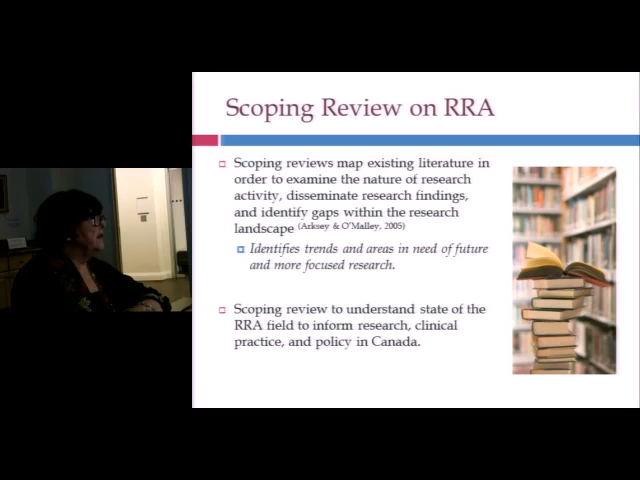 Scoping Review on RRA
Scoping reviews map existing literature in
order to examine the nature of research
activity, disseminate research findings,
and identify gaps within the research
landscape (Arksey & O'Malley, 2005)
Identifies trends and areas in need of future
and more focused research.
Scoping review to understand state of the
RRA field to inform research, clinical
practice, and policy in Canada.